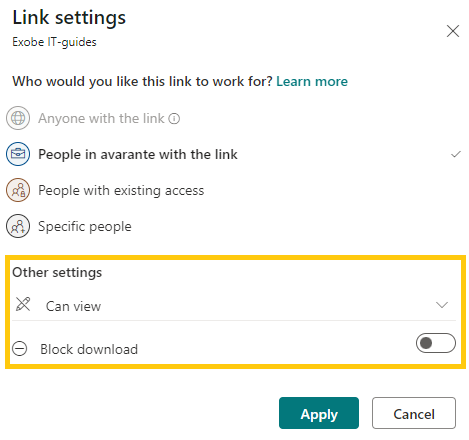 Link settings
Exobe IT-guides
Who would you like this link to work for? Learn more
Anyone with the link
People in avarante with the link
People with existing access
Specific people
Other settings
Can view
Block download
Apply Cancel